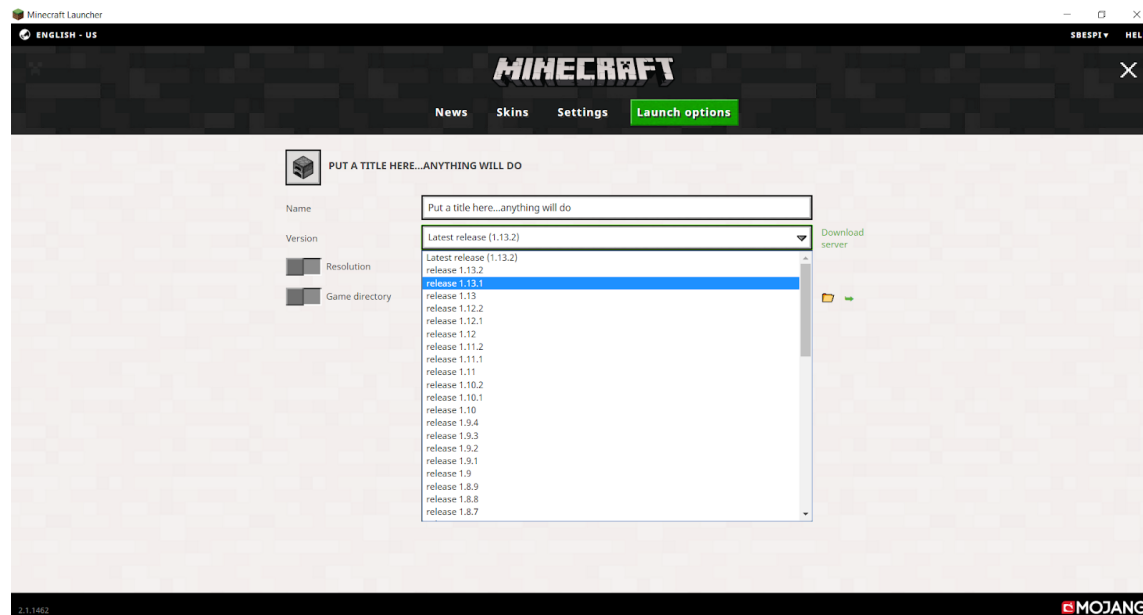 Minecraft Launcher
ENGLISH - US
SBESPI▾ HEL
MINECRAFT
News Skins Settings Launch options
PUT A TITLE HERE...ANYTHING WILL DO
Name Put a title here...anything will do
Version Latest release (1.13.2) Download
server
Latest release (1.13.2)
Resolution
release 1.13.2
release 1.13.1
Game directory
release 1.13
release 1.12.2
release 1.12.1
release 1.12
release 1.11.2
release 1.11.1
release 1.11
release 1.10.2
release 1.10.1
release 1.10
release 1.9.4
release 1.9.3
release 1.9.2
release 1.9.1
release 1.9
release 1.8.9
release 1.8.8
release 1.8.7
2.1.1462
MOJANG